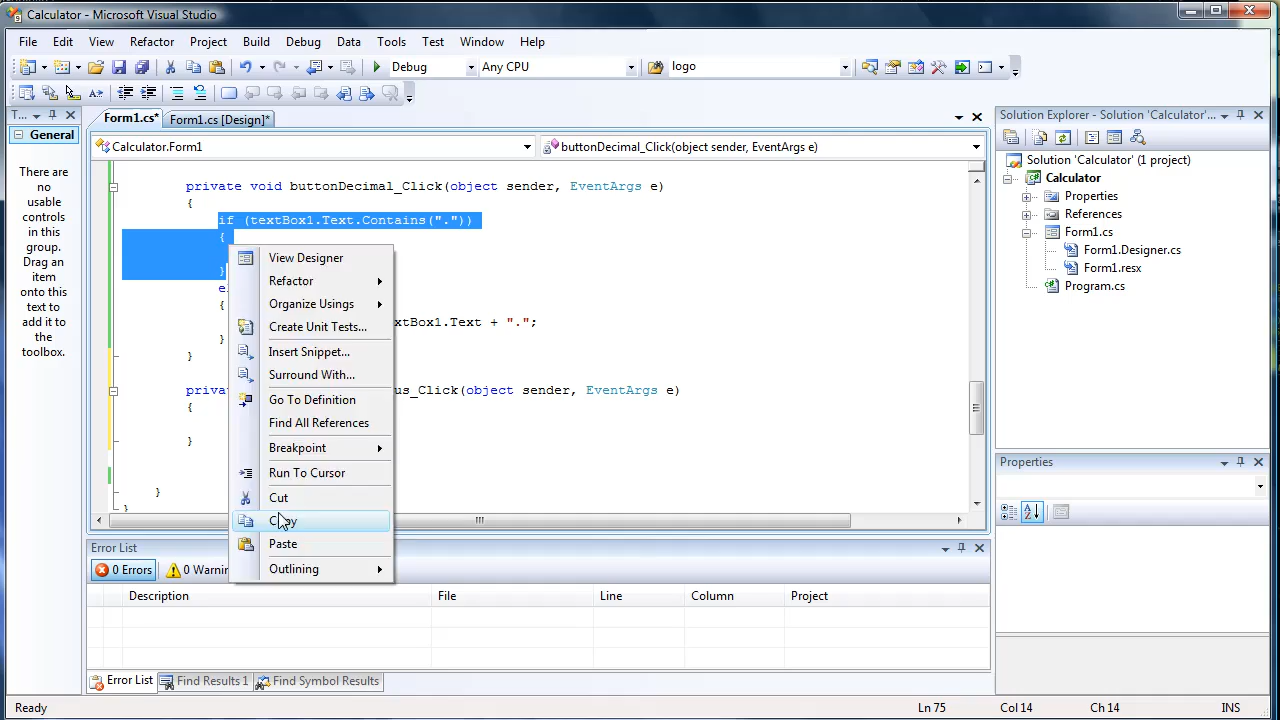 Calculator - Microsoft Visual Studio
File Edit View Refactor Project Build Debug Data Tools Test Window Help
Debug Any CPU logo
T...
General
There are
no
usable
controls
in this
group.
Drag an
item
onto this
text to
add it to
the
toolbox.
Form1.cs* Form1.cs [Design]*
Calculator.Form1 buttonDecimal_Click(object sender, EventArgs e)
private void buttonDecimal_Click(object sender, EventArgs e)
{
if (textBox1.Text.Contains("."))
{
}
{
xtBox1.Text + ".";
}
}
us_Click(object sender, EventArgs e)
{
}
}
}
View Designer
Refactor
Organize Usings
Create Unit Tests...
Insert Snippet...
Surround With...
Go To Definition
Find All References
Breakpoint
Run To Cursor
Cut
Copy
Paste
Outlining
Solution Explorer - Solution 'Calculator'...
Solution 'Calculator' (1 project)
Calculator
Properties
References
Form1.cs
Form1.Designer.cs
Form1.resx
Program.cs
Properties
Error List
0 Errors
Description File Line Column Project
Error List Find Results 1 Find Symbol Results
Ready Ln 75 Col 14 Ch 14 INS